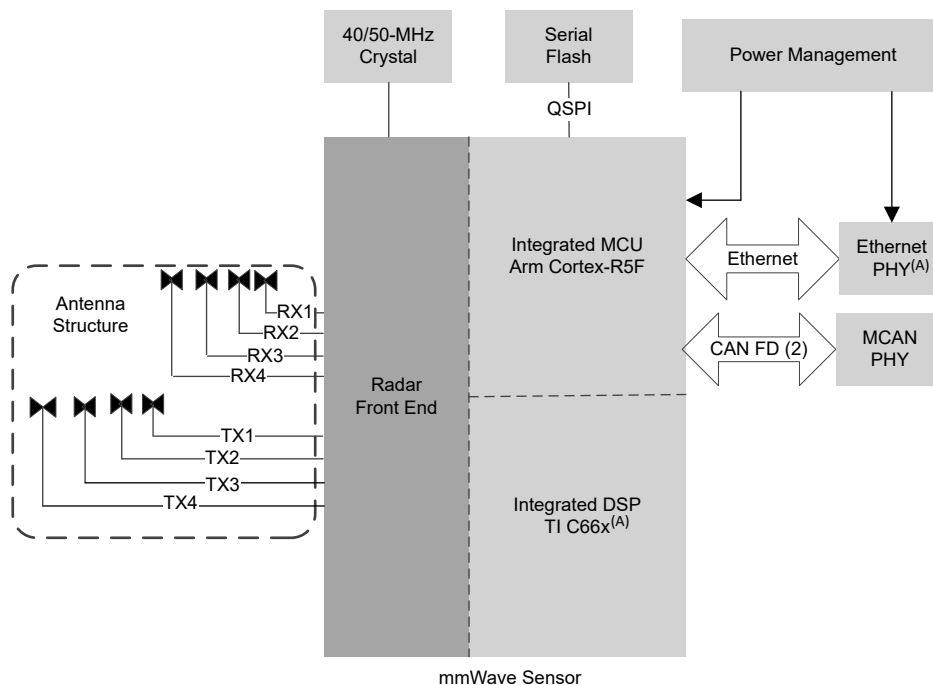 40/50-MHz
Crystal
Serial
Flash
Power Management
QSPI
Integrated MCU
Arm Cortex-R5F
Ethernet
Ethernet
PHY(A)
Antenna
Structure
RX1
RX2
RX3
RX4
CAN FD (2)
MCAN
PHY
Radar
Front End
TX1
TX2
TX3
TX4
Integrated DSP
TI C66x(A)
mmWave Sensor